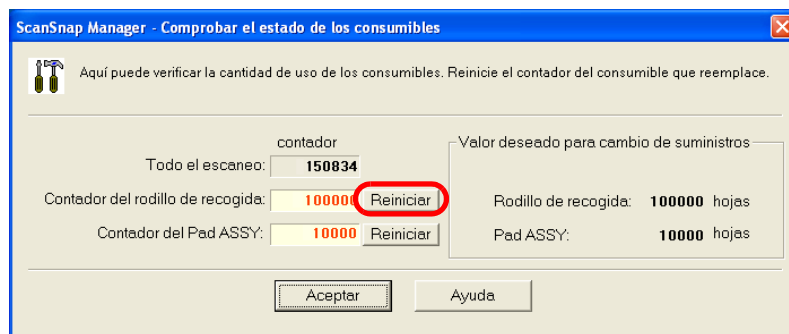 ScanSnap Manager - Comprobar el estado de los consumibles
Aquí puede verificar la cantidad de uso de los consumibles. Reinicie el contador del consumible que reemplace.
contador
Todo el escaneo: 150834
Contador del rodillo de recogida: 100000 Reiniciar
Contador del Pad ASSY: 10000 Reiniciar
Valor deseado para cambio de suministros
Rodillo de recogida: 100000 hojas
Pad ASSY: 10000 hojas
Aceptar
Ayuda